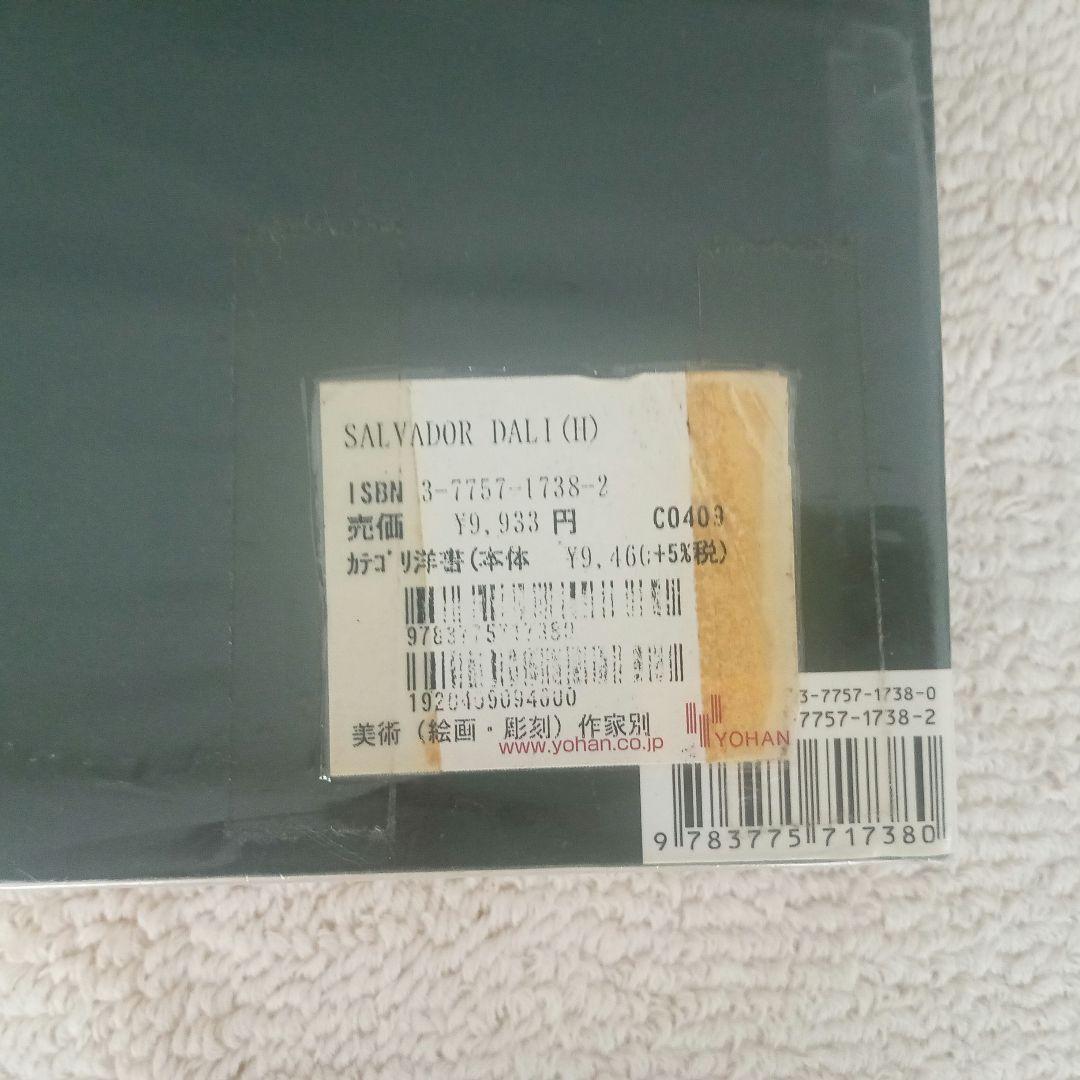 SALVADOR DALI(H)
ISBN 3-7757-1738-2
売価 ¥9,933 円 C0409
ｶﾃｺﾞﾘ洋書(本体 ¥9,460+5%税)
9783775717380
美術（絵画・彫刻）作家別
www.yohan.co.jp
YOHAN
3-7757-1738-0
-7757-1738-2
9 783775 717380